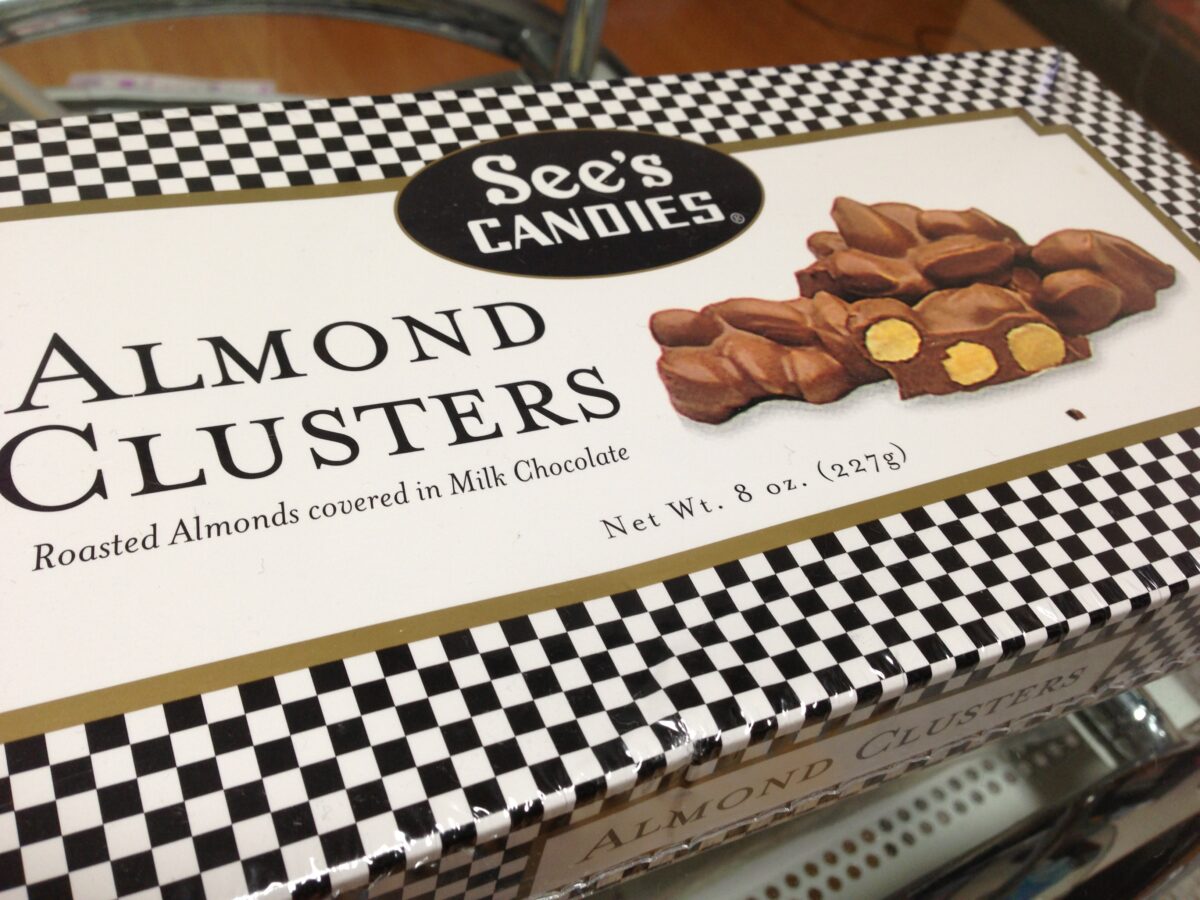 See's
CANDIES®
ALMOND
CLUSTERS
Roasted Almonds covered in Milk Chocolate
Net Wt. 8 oz. (227g)
ALMOND CLUSTERS